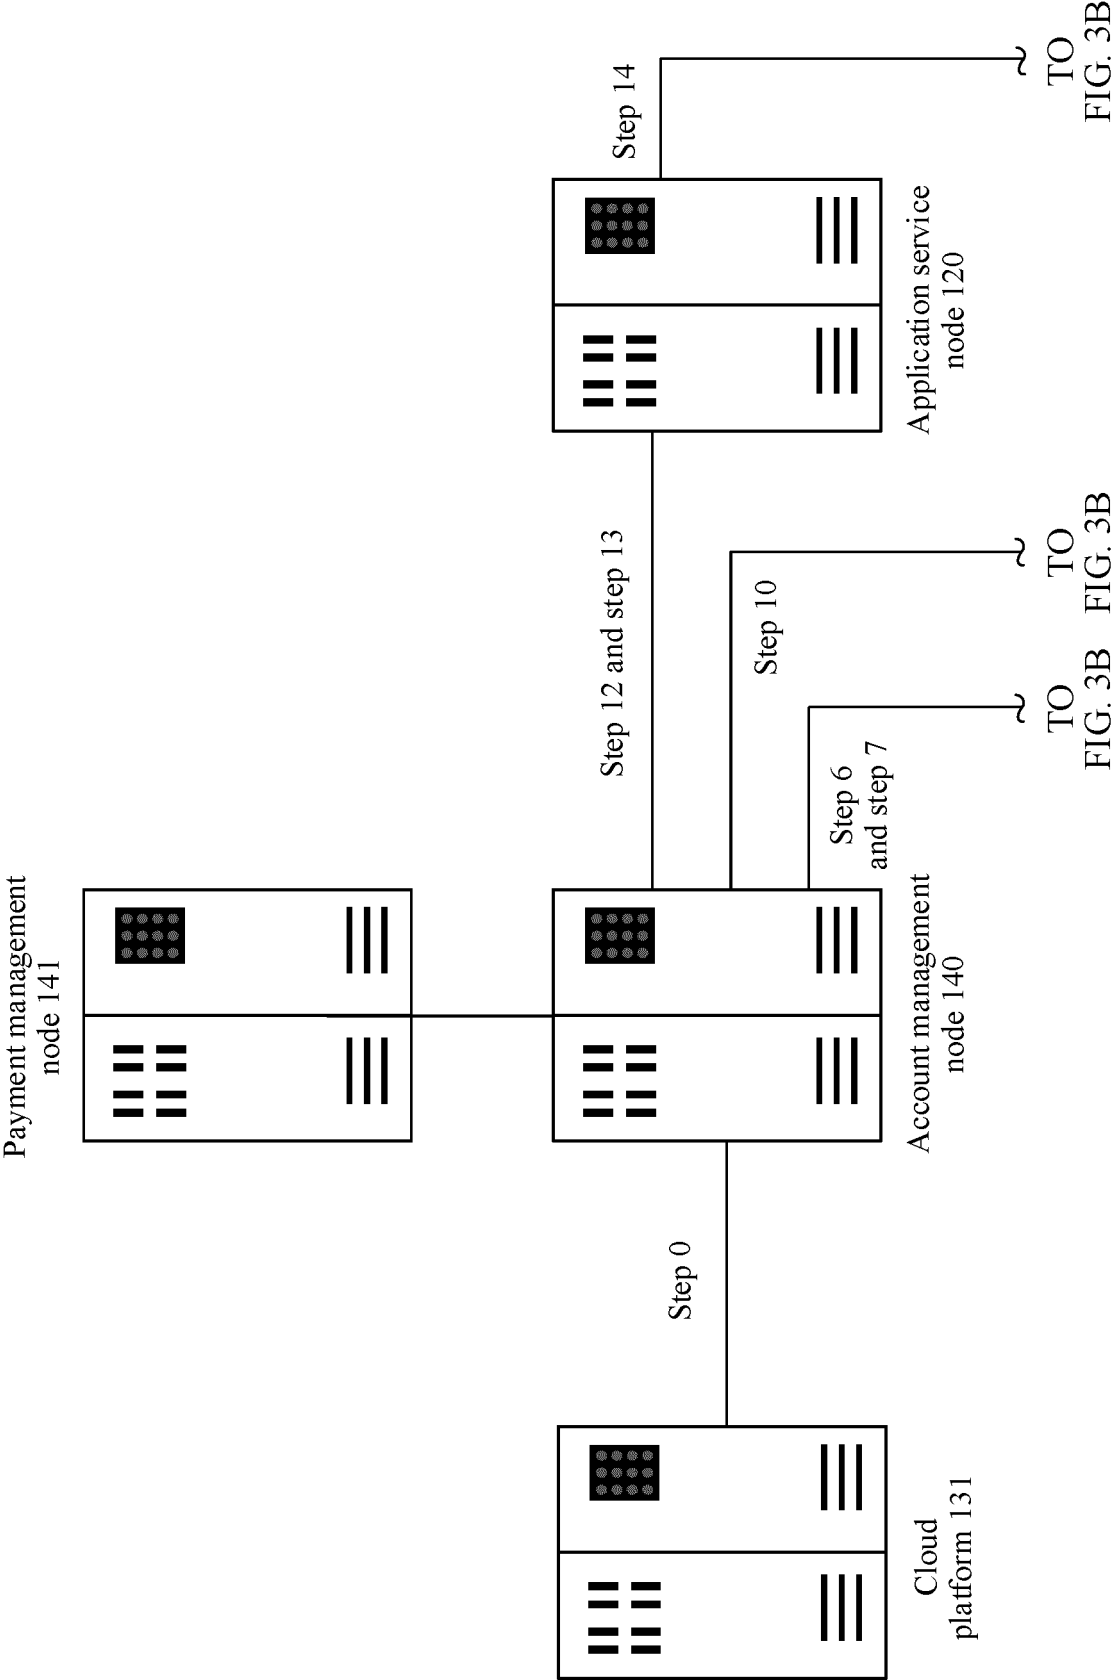 Payment management
node 141
Step 0
Step 12 and step 13
Step 14
Step 10
Step 6
and step 7
Cloud
platform 131
Account management
node 140
Application service
node 120
TO
FIG. 3B
TO
FIG. 3B
TO
FIG. 3B